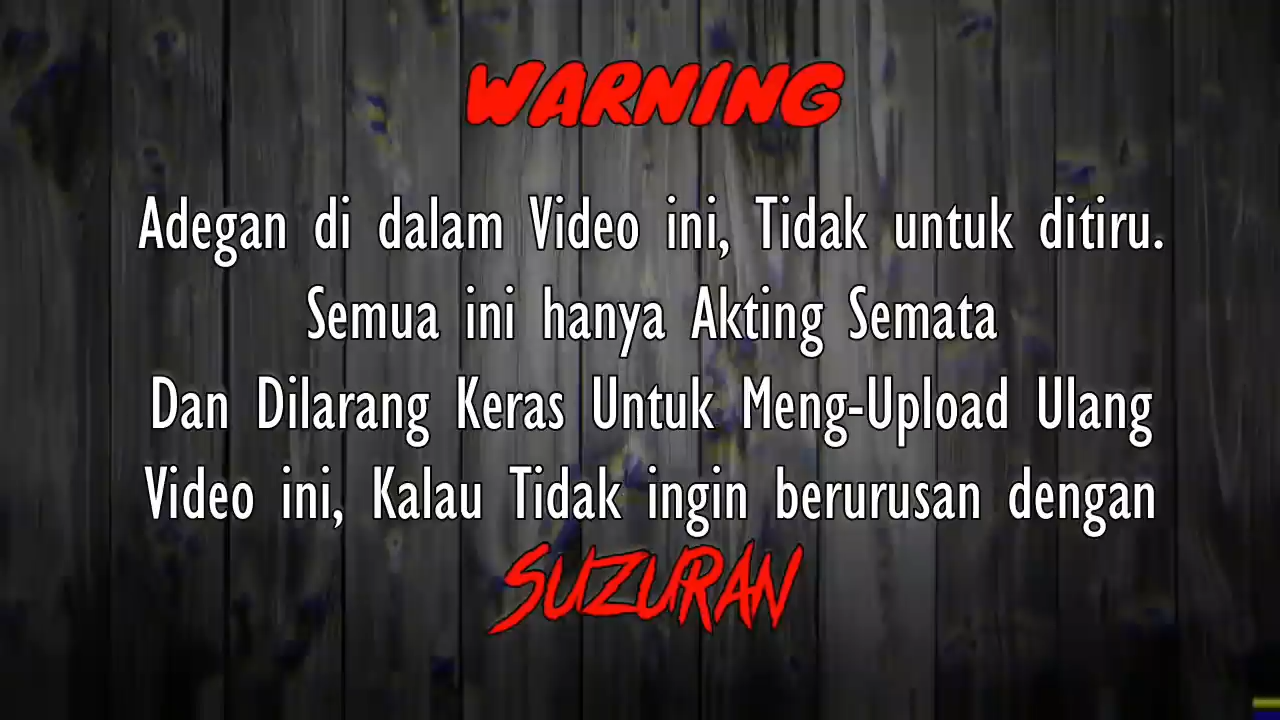 WARNING
Adegan di dalam Video ini, Tidak untuk ditiru.
Semua ini hanya Akting Semata
Dan Dilarang Keras Untuk Meng-Upload Ulang
Video ini, Kalau Tidak ingin berurusan dengan
SUZURAN